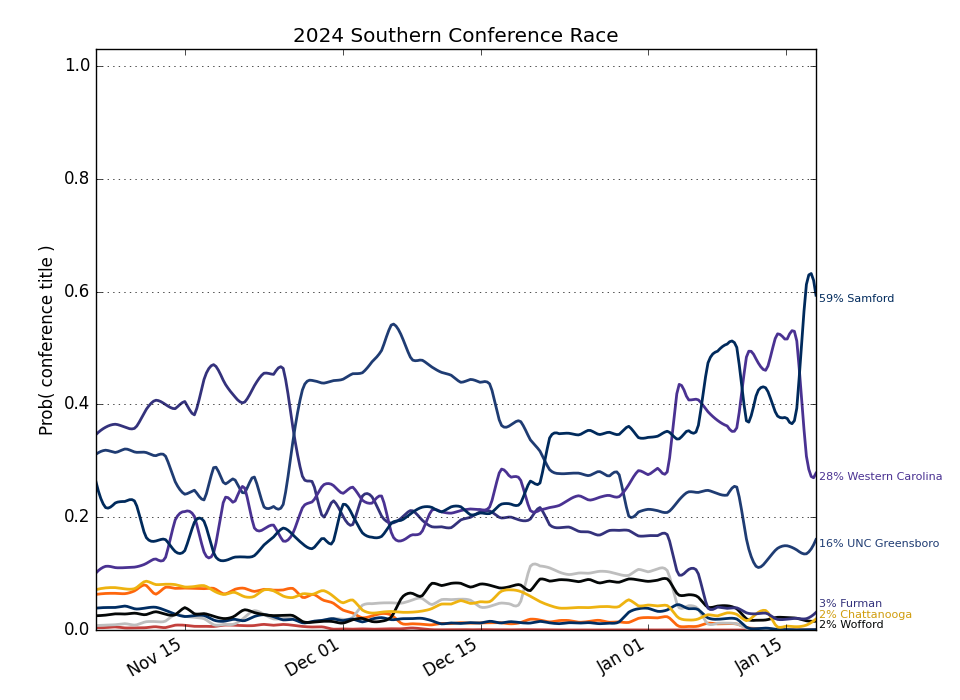 2024 Southern Conference Race
Prob( conference title )
1.0
0.8
0.6
0.4
0.2
0.0
Nov 15
Dec 01
Dec 15
Jan 01
Jan 15
59% Samford
28% Western Carolina
16% UNC Greensboro
3% Furman
2% Chattanooga
2% Wofford